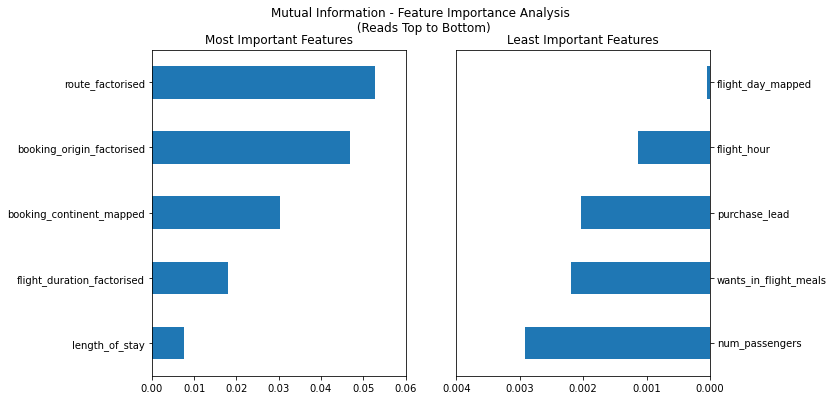 Mutual Information - Feature Importance Analysis
(Reads Top to Bottom)
Most Important Features
route_factorised
booking_origin_factorised
booking_continent_mapped
flight_duration_factorised
length_of_stay
0.00 0.01 0.02 0.03 0.04 0.05 0.06
Least Important Features
flight_day_mapped
flight_hour
purchase_lead
wants_in_flight_meals
num_passengers
0.004 0.003 0.002 0.001 0.000